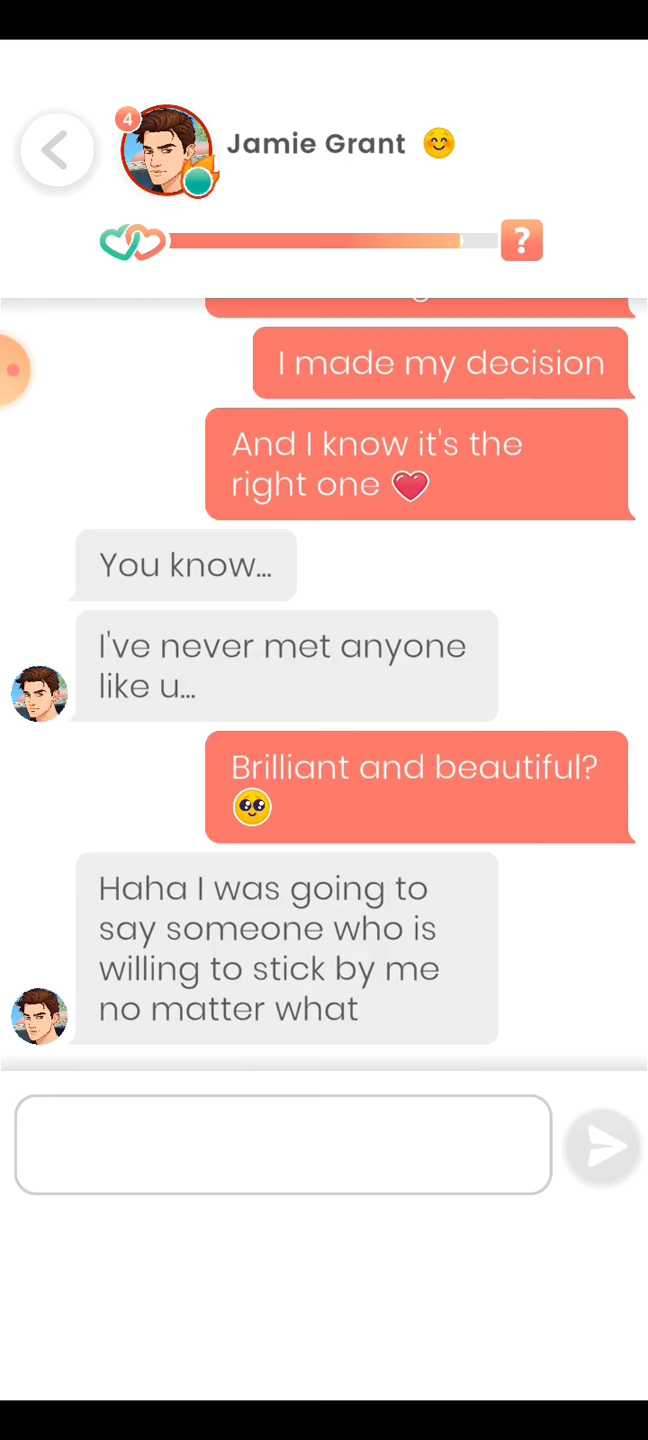 4
Jamie Grant 😊
?
I made my decision
And I know it's the
right one ❤️
You know...
I've never met anyone
like u...
Brilliant and beautiful?
🥺
Haha I was going to
say someone who is
willing to stick by me
no matter what